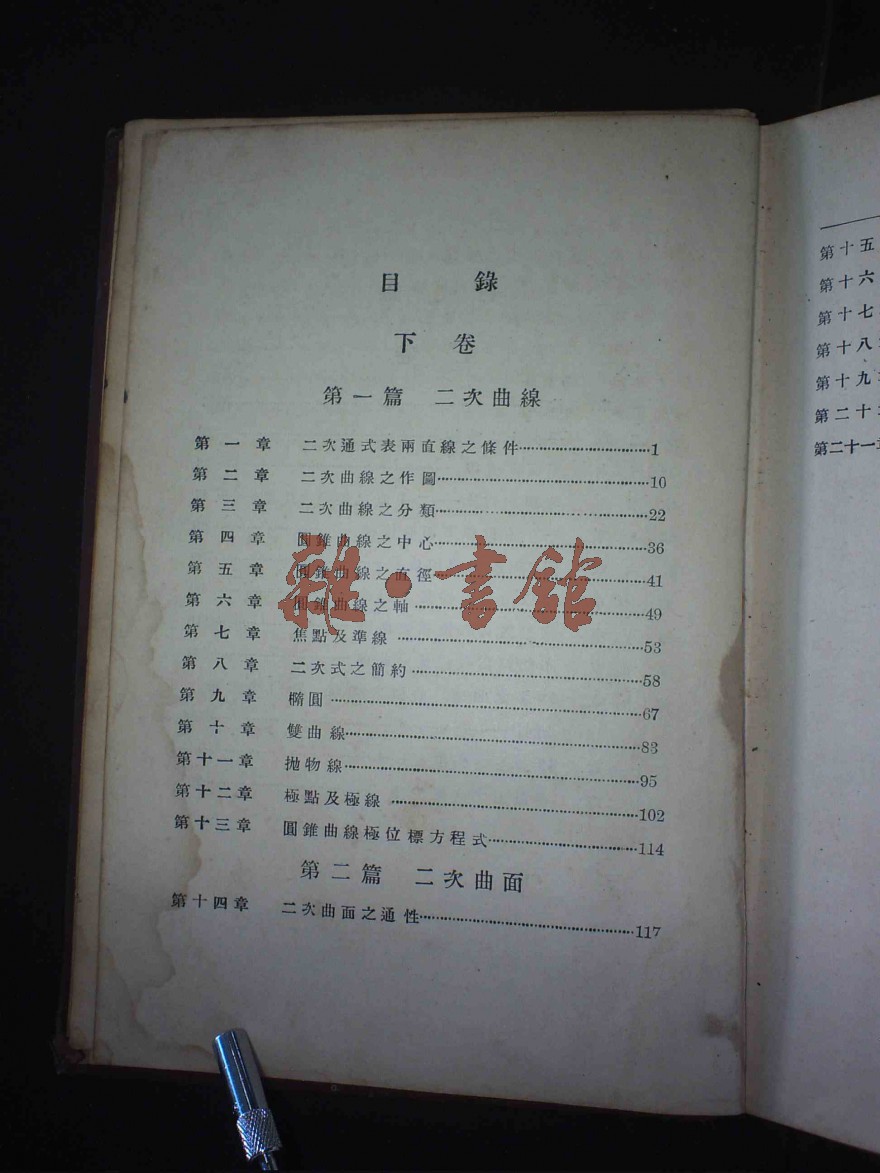 目錄
下卷
第一篇 二次曲線
第一章 二次通式表兩直線之條件 1
第二章 二次曲線之作圖 10
第三章 二次曲線之分類 22
第四章 圓錐曲線之中心 36
第五章 圓錐曲線之直徑 41
第六章 圓錐曲線之軸 49
第七章 焦點及準線 53
第八章 二次式之簡約 58
第九章 橢圓 67
第十章 雙曲線 83
第十一章 拋物線 95
第十二章 極點及極線 102
第十三章 圓錐曲線極位標方程式 114
第二篇 二次曲面
第十四章 二次曲面之通性 117
雜·書館
第十五
第十六
第十七
第十八章
第十九章
第二十章
第二十一章